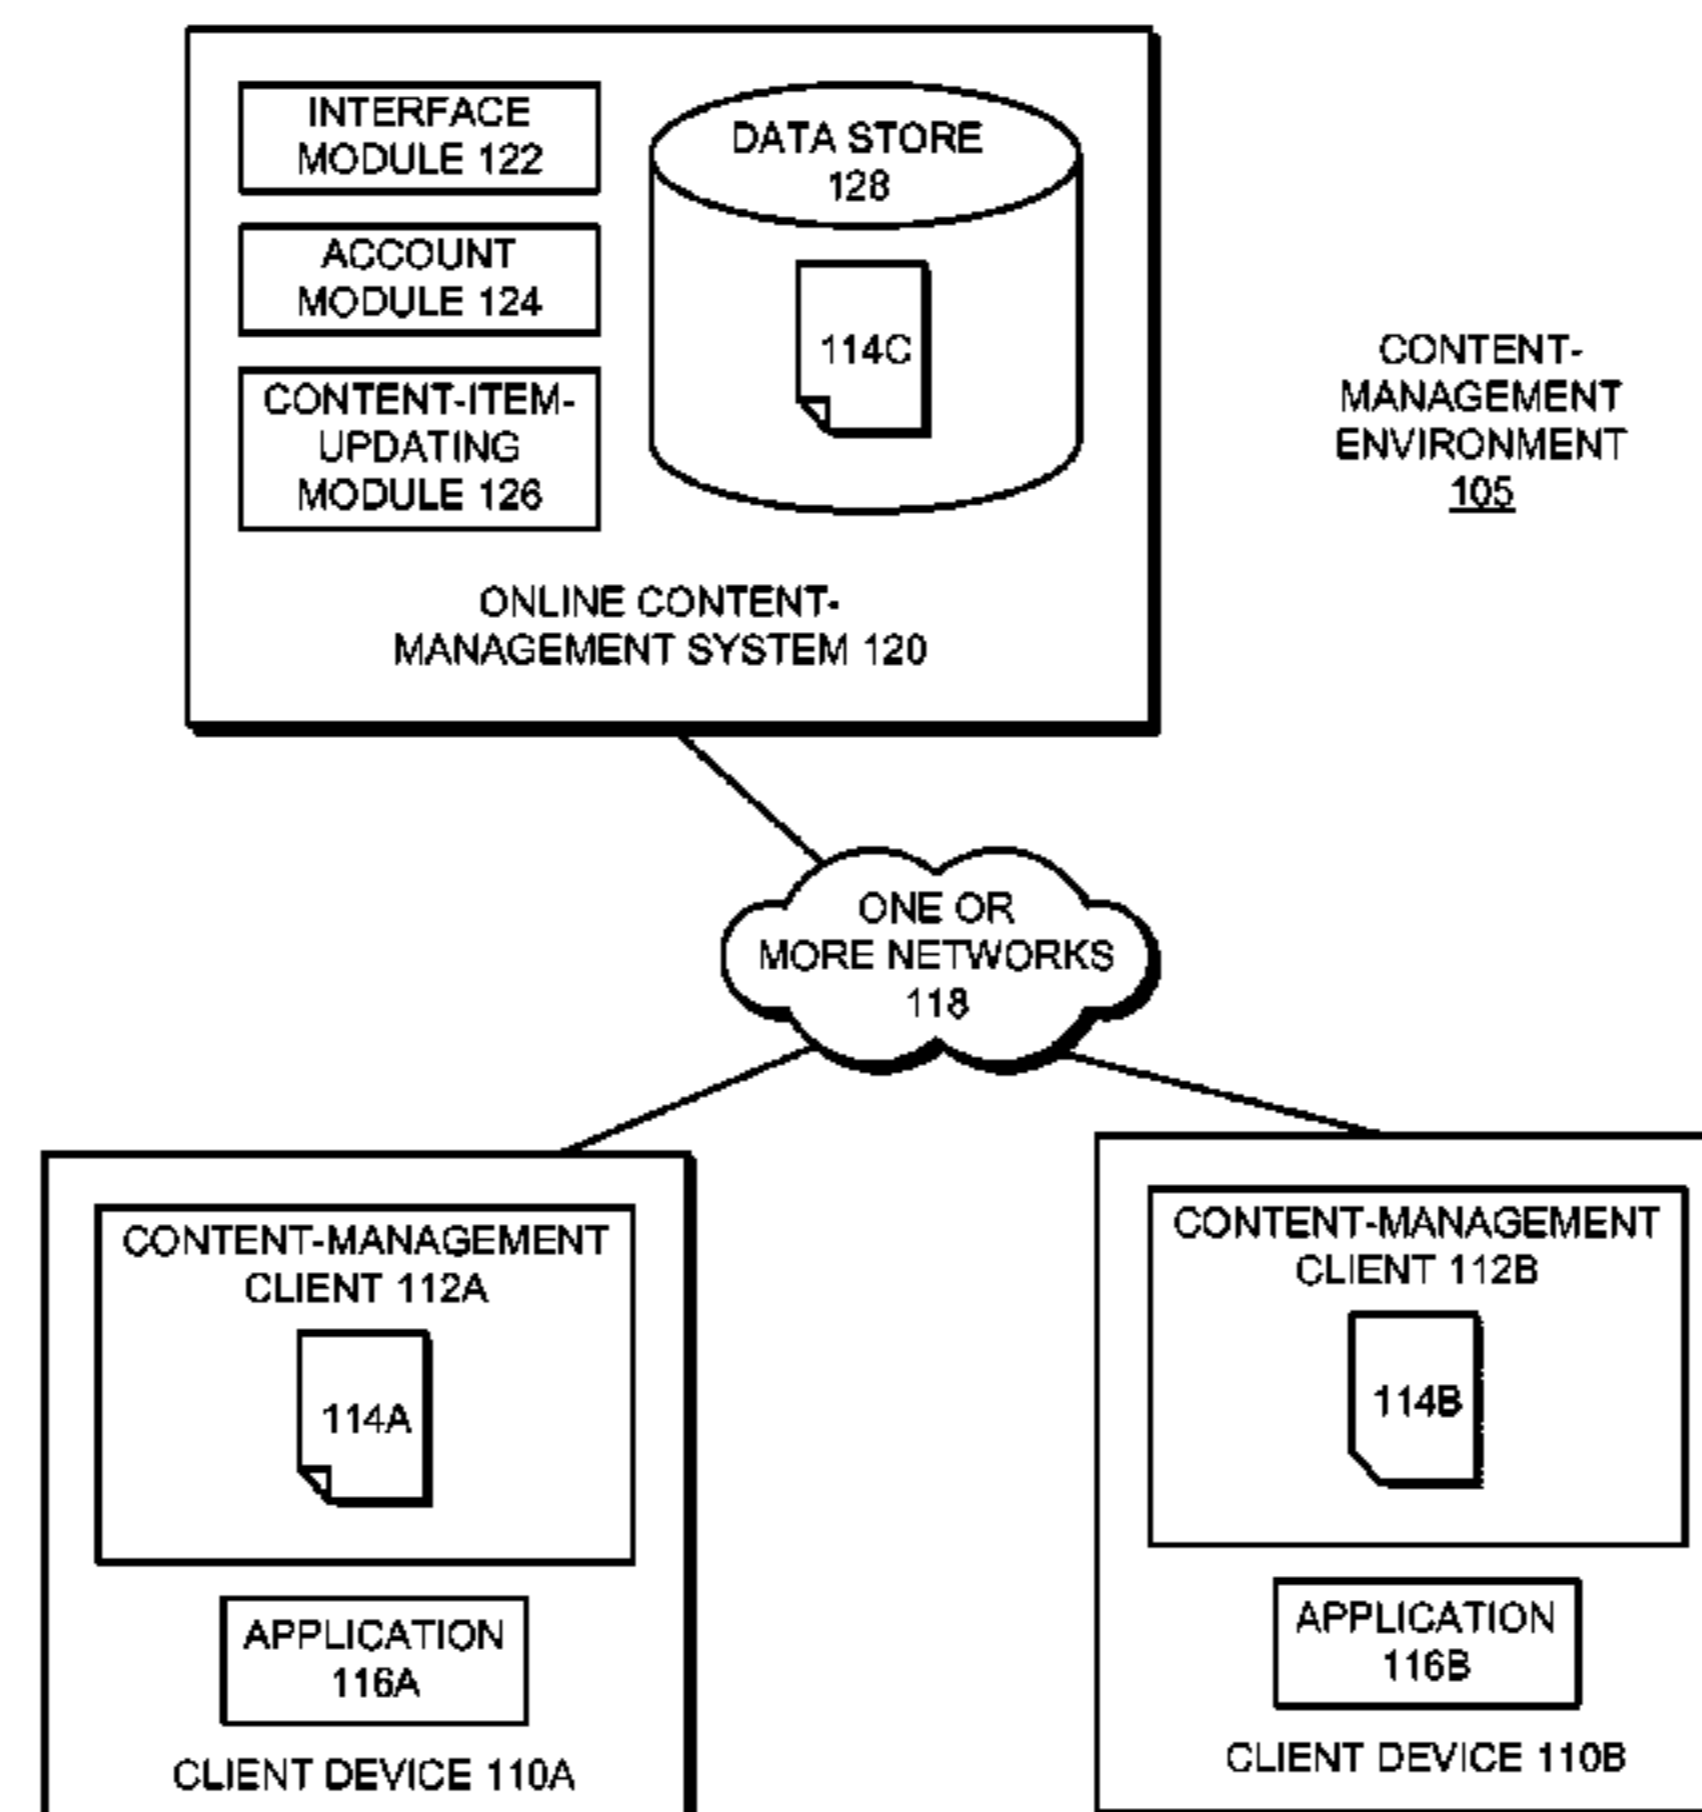 INTERFACE
MODULE 122
ACCOUNT
MODULE 124
CONTENT-ITEM-
UPDATING
MODULE 126
DATA STORE
128
114C
ONLINE CONTENT-
MANAGEMENT SYSTEM 120
CONTENT-
MANAGEMENT
ENVIRONMENT
105
ONE OR
MORE NETWORKS
118
CONTENT-MANAGEMENT
CLIENT 112A
114A
APPLICATION
116A
CLIENT DEVICE 110A
CONTENT-MANAGEMENT
CLIENT 112B
114B
APPLICATION
116B
CLIENT DEVICE 110B